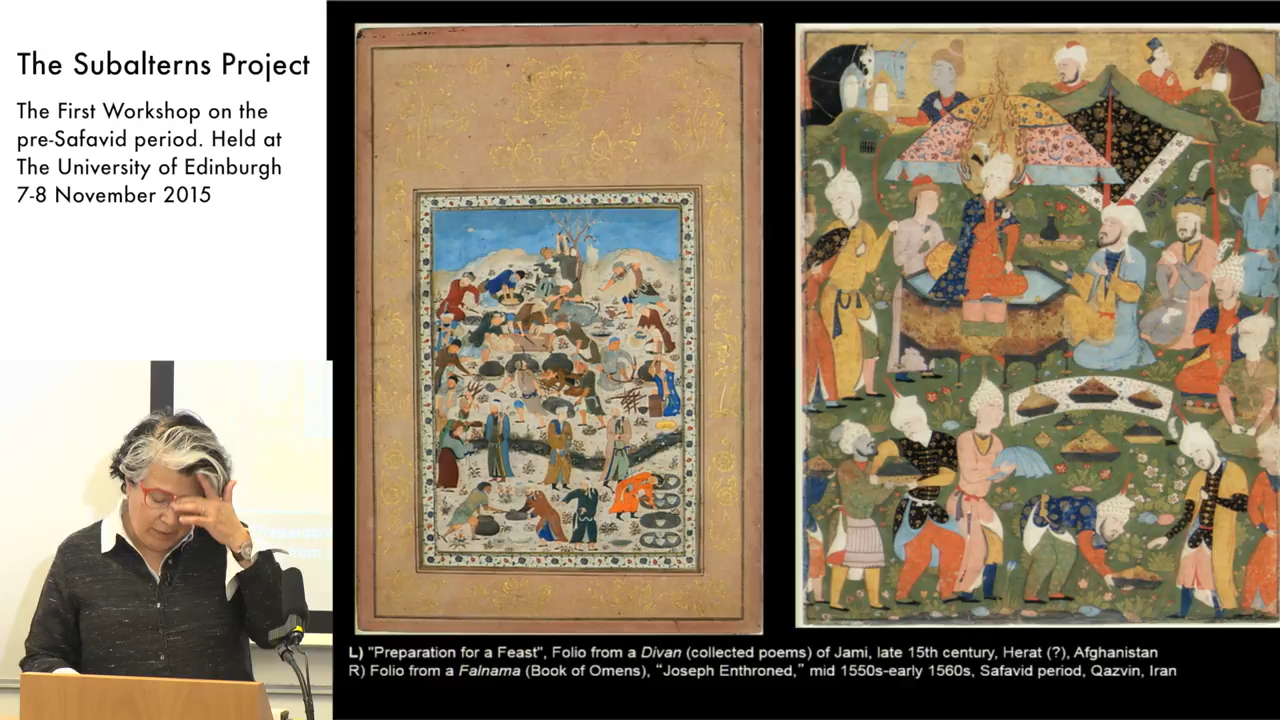 The Subalterns Project
The First Workshop on the
pre-Safavid period. Held at
The University of Edinburgh
7-8 November 2015
L) "Preparation for a Feast", Folio from a Divan (collected poems) of Jami, late 15th century, Herat (?), Afghanistan
R) Folio from a Falnama (Book of Omens), “Joseph Enthroned,” mid 1550s-early 1560s, Safavid period, Qazvin, Iran